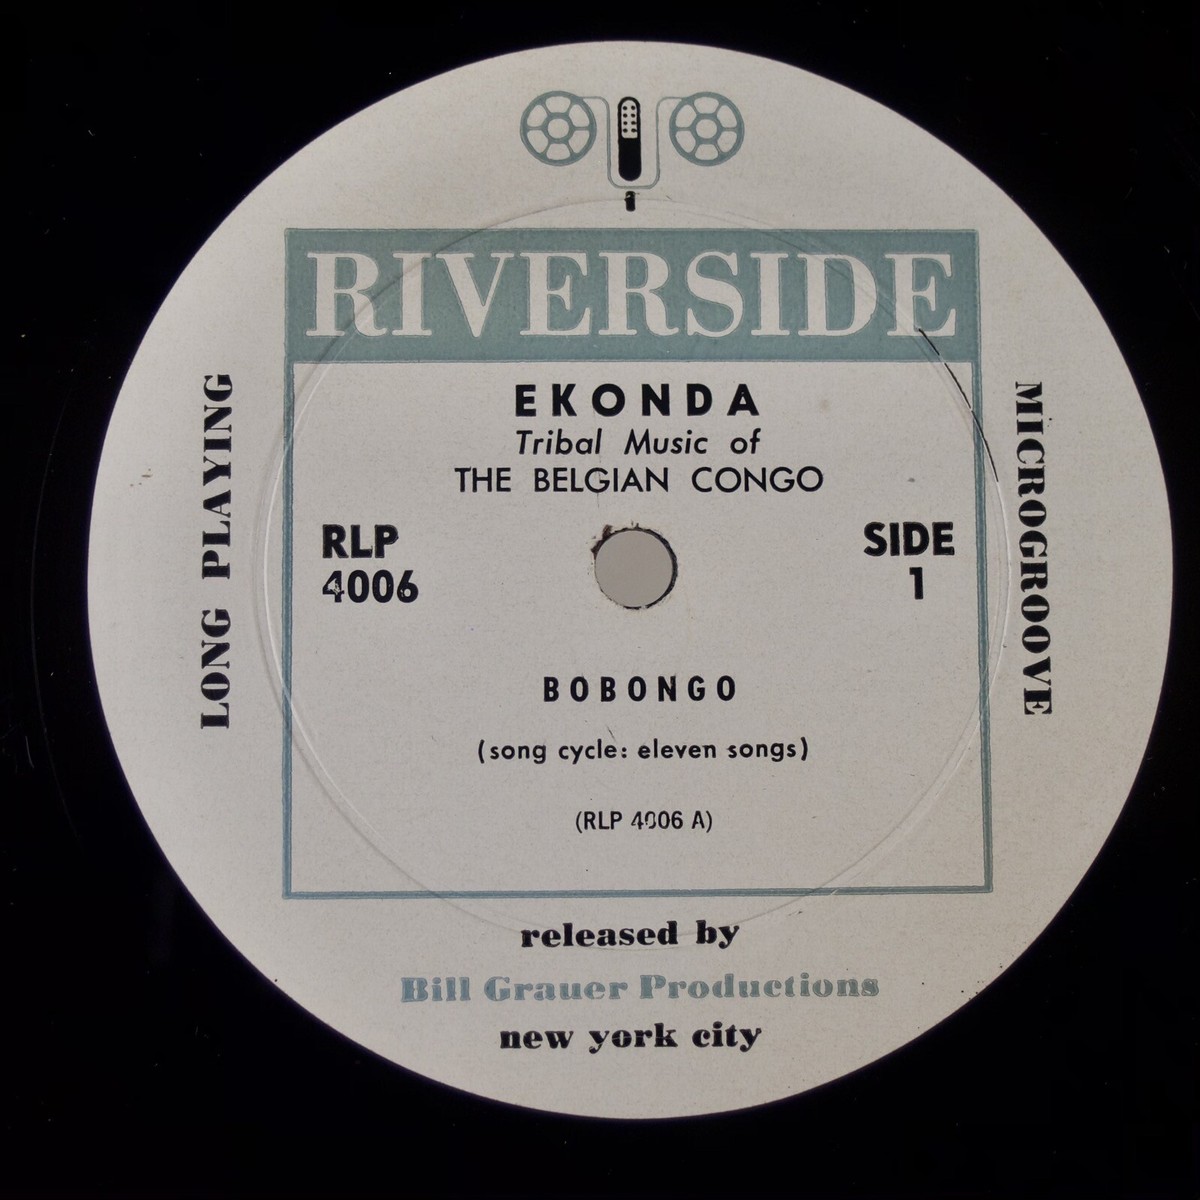 RIVERSIDE
EKONDA
Tribal Music of
THE BELGIAN CONGO
RLP
4006
SIDE
1
LONG PLAYING
MICROGROOVE
BOBONGO
(song cycle: eleven songs)
(RLP 4006 A)
released by
Bill Grauer Productions
new york city